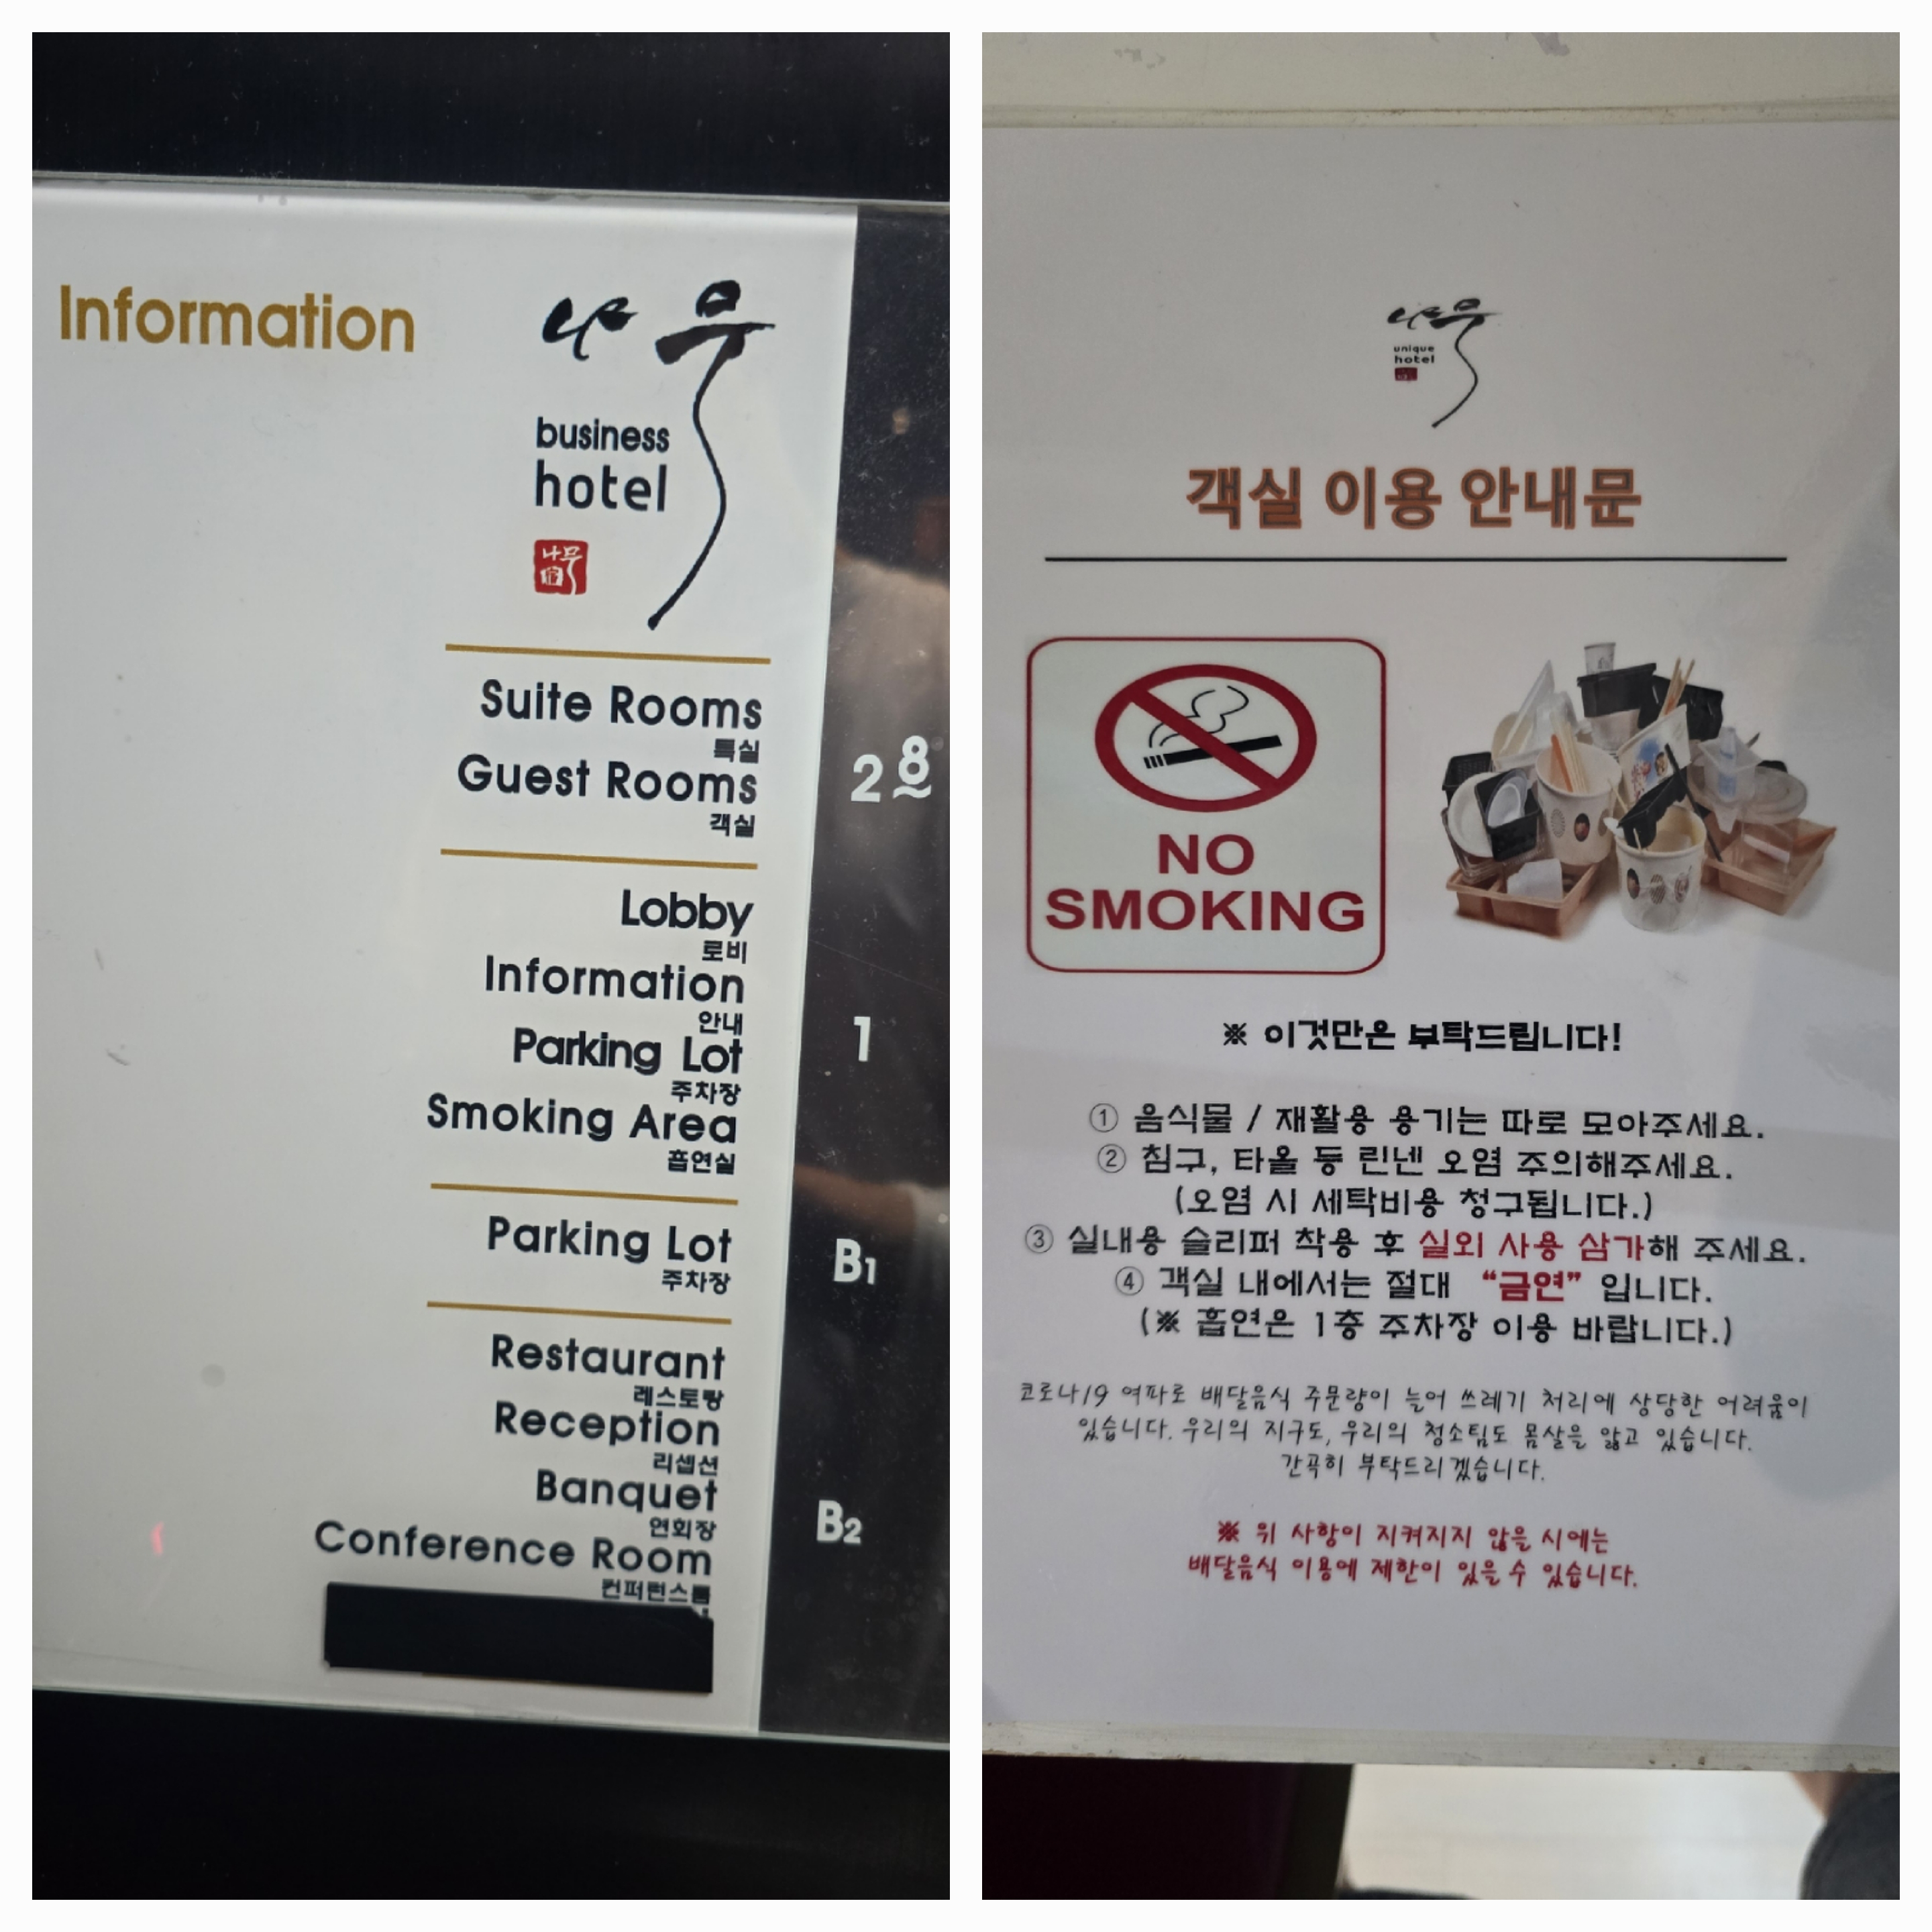 Information
나무
business
hotel
나무
Suite Rooms
특실
Guest Rooms
객실
2~8
Lobby
로비
Information
안내
Parking Lot
주차장
Smoking Area
흡연실
1
Parking Lot
주차장
B1
Restaurant
레스토랑
Reception
리셉션
Banquet
연회장
Conference Room
컨퍼런스룸
B2
나무
unique
hotel
객실 이용 안내문
NO
SMOKING
※ 이것만은 부탁드립니다!
① 음식물 / 재활용 용기는 따로 모아주세요.
② 침구, 타올 등 린넨 오염 주의해주세요.
(오염 시 세탁비용 청구됩니다.)
③ 실내용 슬리퍼 착용 후 실외 사용 삼가해 주세요.
④ 객실 내에서는 절대 “금연” 입니다.
(※ 흡연은 1층 주차장 이용 바랍니다.)
코로나19 여파로 배달음식 주문량이 늘어 쓰레기 처리에 상당한 어려움이
있습니다. 우리의 지구도, 우리의 청소팀도 몸살을 앓고 있습니다.
간곡히 부탁드리겠습니다.
※ 위 사항이 지켜지지 않을 시에는
배달음식 이용에 제한이 있을 수 있습니다.